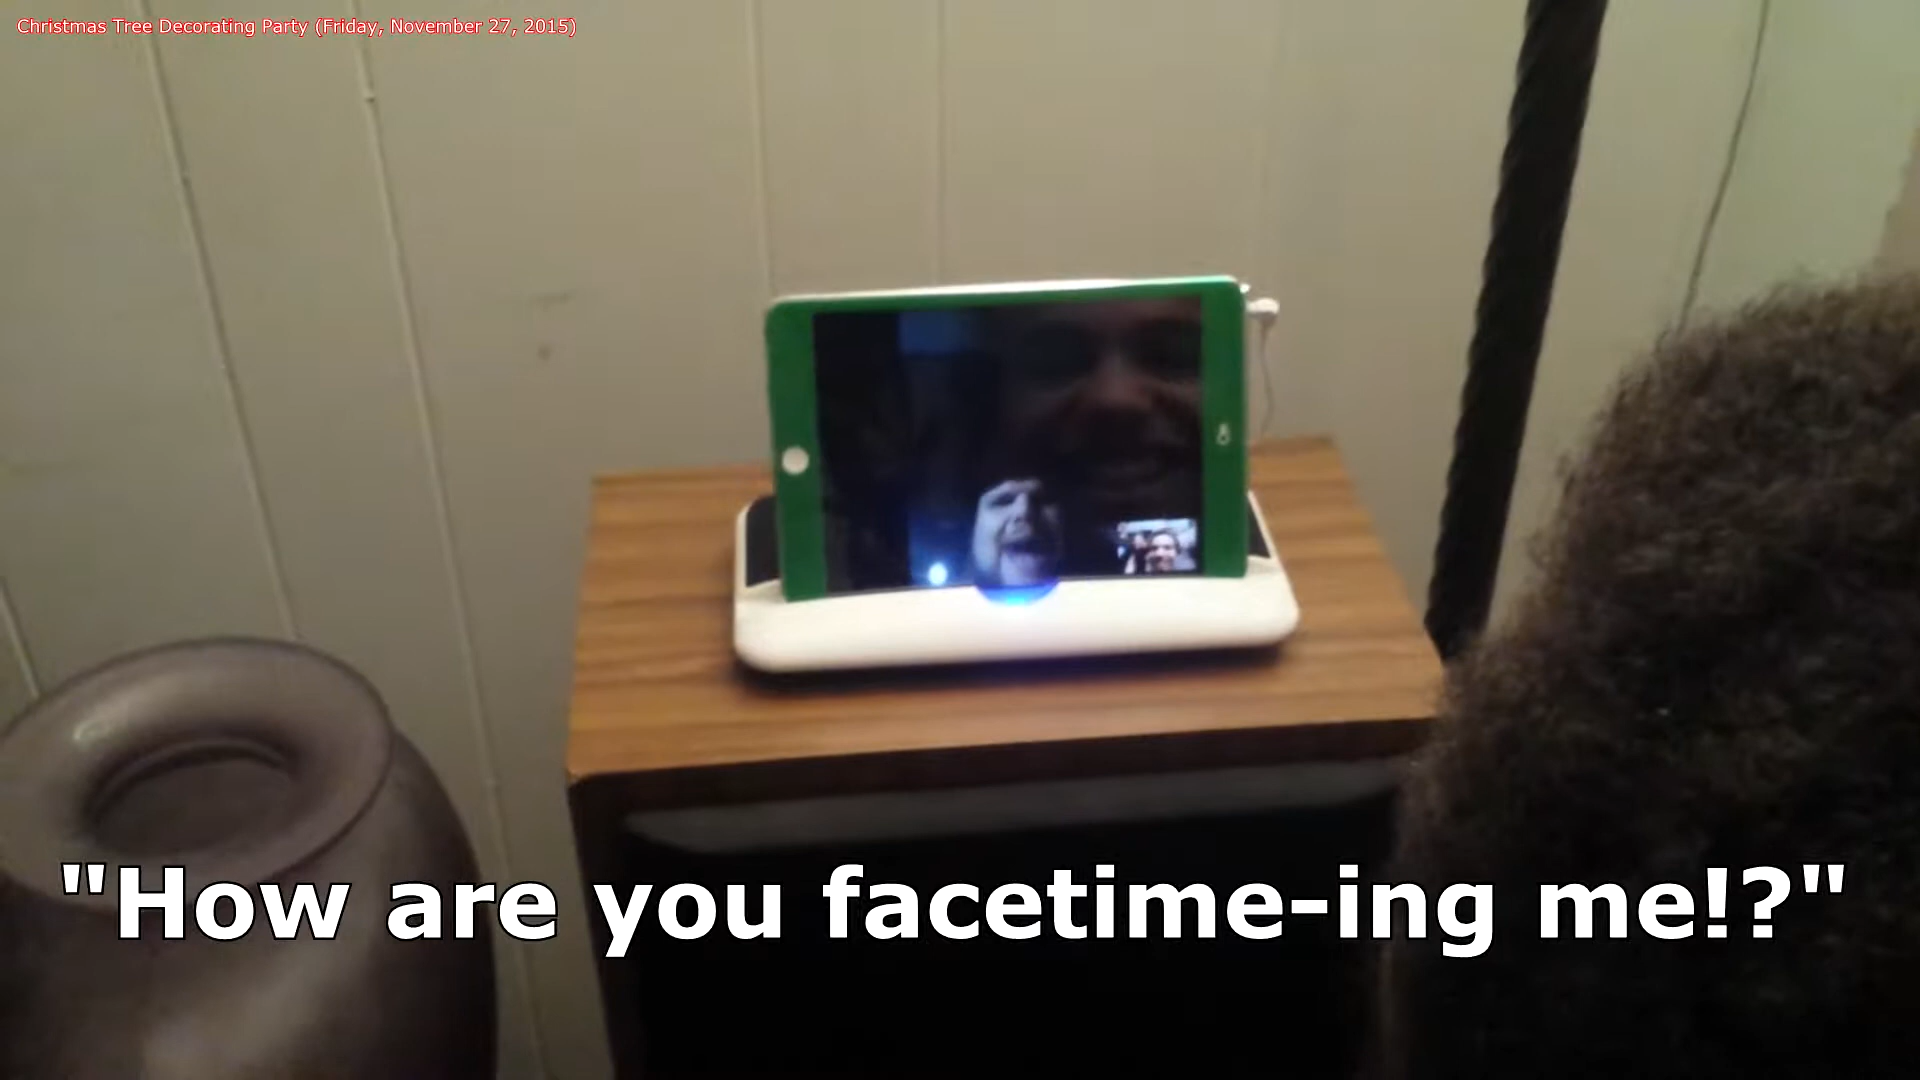 Christmas Tree Decorating Party (Friday, November 27, 2015)
"How are you facetime-ing me!?"